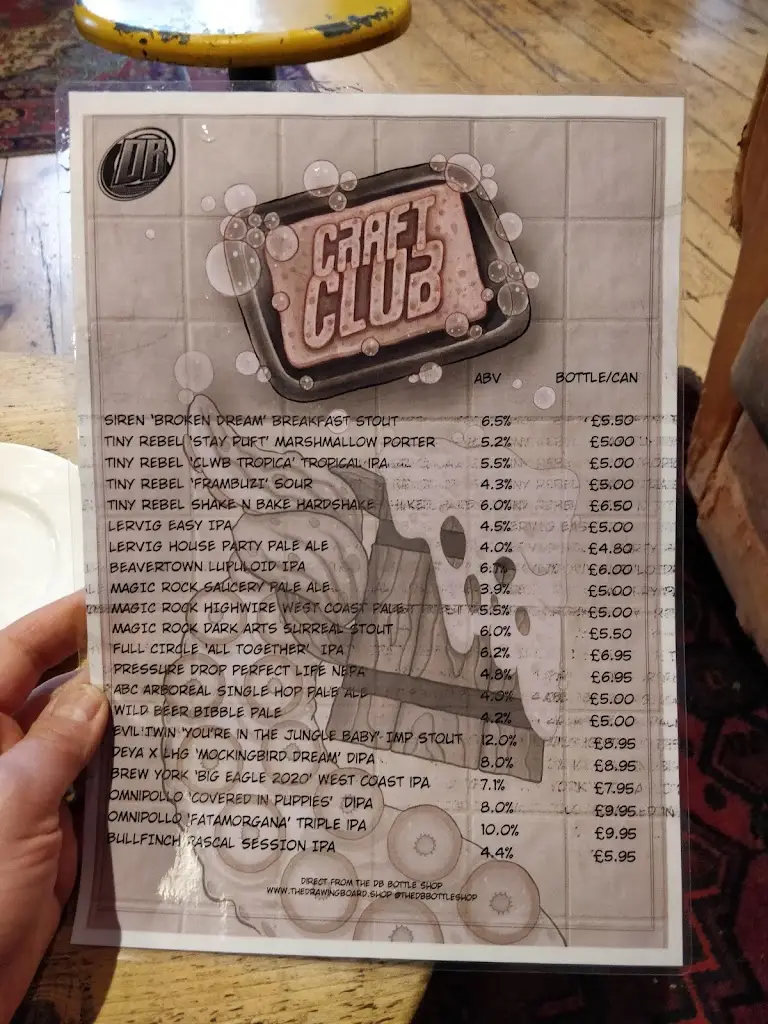 DB
CRAFT
CLUB
ABV BOTTLE/CAN
SIREN 'BROKEN DREAM' BREAKFAST STOUT 6.5% £5.50
TINY REBEL 'STAY PUFT' MARSHMALLOW PORTER 5.2% £5.00
TINY REBEL 'CLWB TROPICA' TROPICAL IPA 5.5% £5.00
TINY REBEL 'FRAMBUZI' SOUR 4.3% £5.00
TINY REBEL SHAKE N BAKE HARDSHAKE 6.0% £6.50
LERVIG EASY IPA 4.5% £5.00
LERVIG HOUSE PARTY PALE ALE 4.0% £4.80
BEAVERTOWN LUPULOID IPA 6.7% £6.00
MAGIC ROCK SAUCERY PALE ALE 3.9% £5.00
MAGIC ROCK HIGHWIRE WEST COAST PALE 5.5% £5.00
MAGIC ROCK DARK ARTS SURREAL STOUT 6.0% £5.50
FULL CIRCLE 'ALL TOGETHER' IPA 6.2% £6.95
PRESSURE DROP PERFECT LIFE NEPA 4.8% £6.95
ABC ARBOREAL SINGLE HOP PALE ALE £5.00
WILD BEER BIBBLE PALE 4.2% £5.00
EVIL TWIN 'YOU'RE IN THE JUNGLE BABY' IMP STOUT 12.0% £8.95
DEYA X LHG 'MOCKINGBIRD DREAM' DIPA 8.0% £8.95
BREW YORK 'BIG EAGLE 2020' WEST COAST IPA 7.1% £7.95
OMNIPOLLO 'COVERED IN PUPPIES' DIPA 8.0% £9.95
OMNIPOLLO 'FATAMORGANA' TRIPLE IPA 10.0% £9.95
BULLFINCH RASCAL SESSION IPA 4.4% £5.95
DIRECT FROM THE DB BOTTLE SHOP
WWW.THEDRAWINGBOARD.SHOP @THEDBBOTTLESHOP